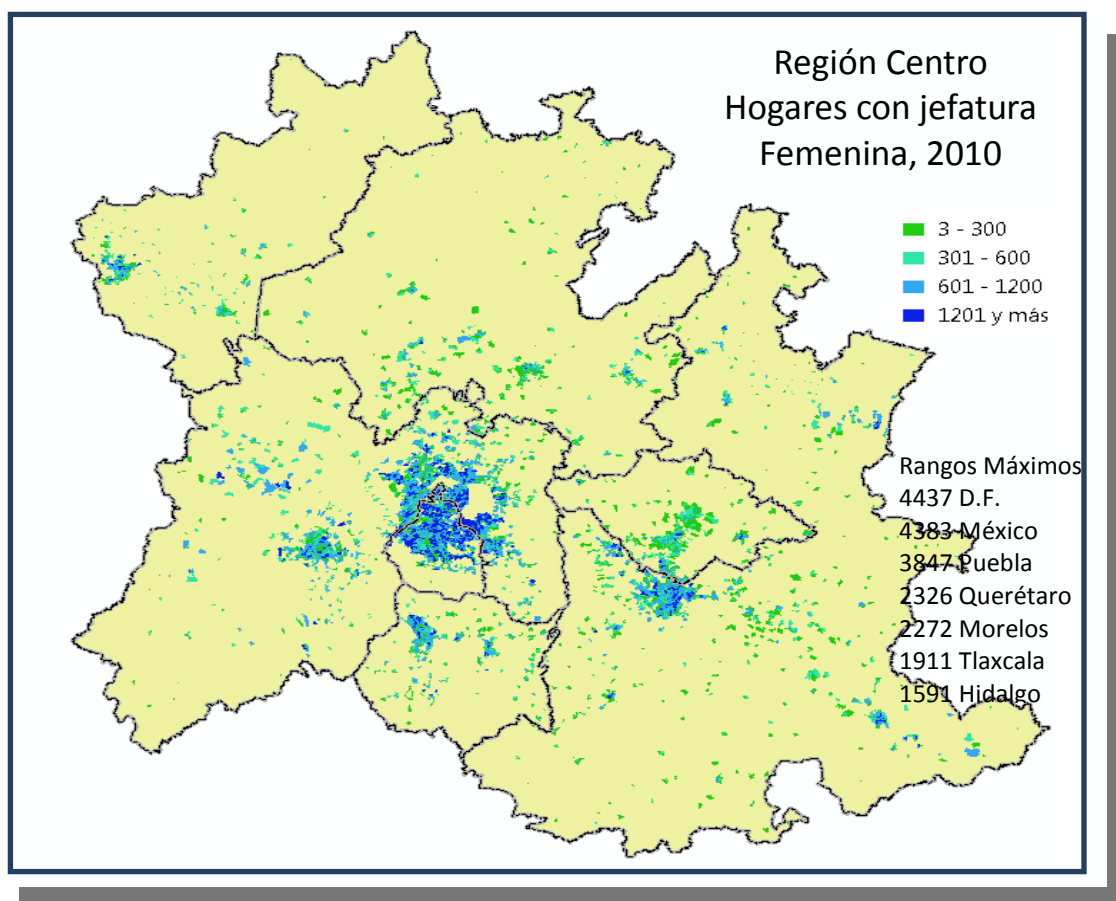 Región Centro
Hogares con jefatura
Femenina, 2010
3 - 300
301 - 600
601 - 1200
1201 y más
Rangos Máximos
4437 D.F.
4383 México
3847 Puebla
2326 Querétaro
2272 Morelos
1911 Tlaxcala
1591 Hidalgo